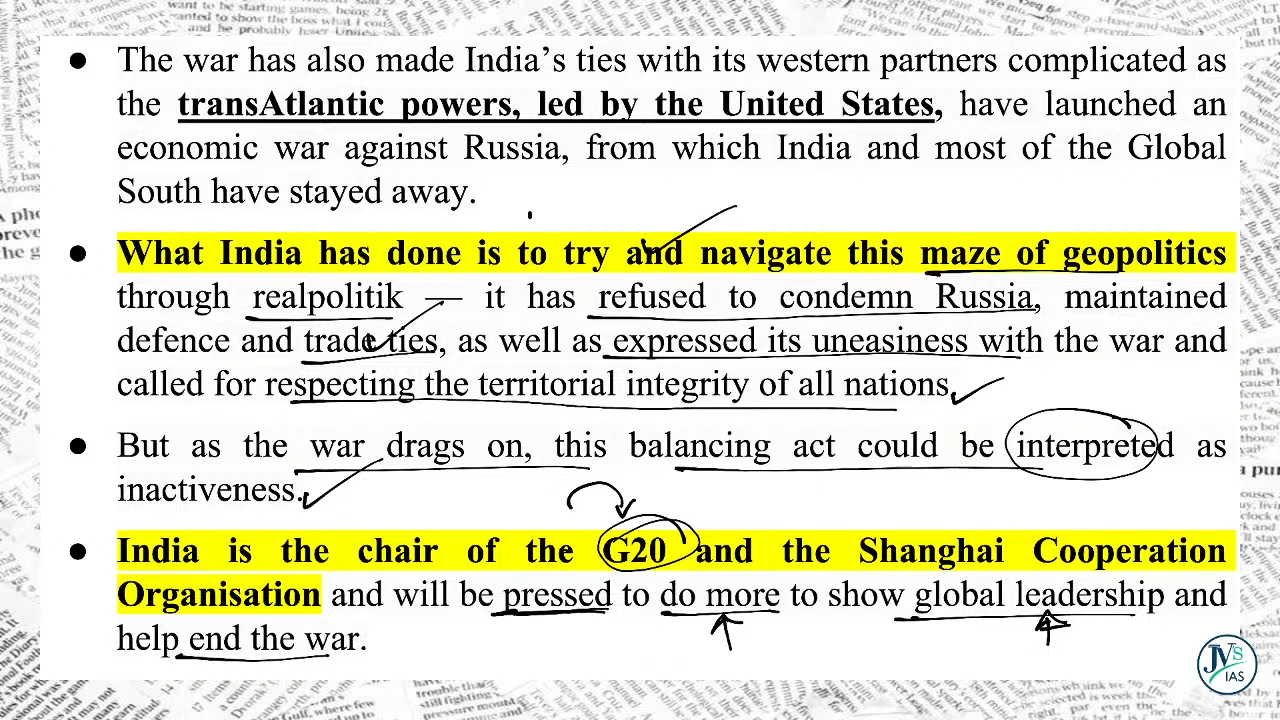 ● The war has also made India’s ties with its western partners complicated as
the transAtlantic powers, led by the United States, have launched an
economic war against Russia, from which India and most of the Global
South have stayed away.
● What India has done is to try and navigate this maze of geopolitics
through realpolitik — it has refused to condemn Russia, maintained
defence and trade ties, as well as expressed its uneasiness with the war and
called for respecting the territorial integrity of all nations.
● But as the war drags on, this balancing act could be interpreted as
inactiveness.
● India is the chair of the G20 and the Shanghai Cooperation
Organisation and will be pressed to do more to show global leadership and
help end the war.
JVS
IAS